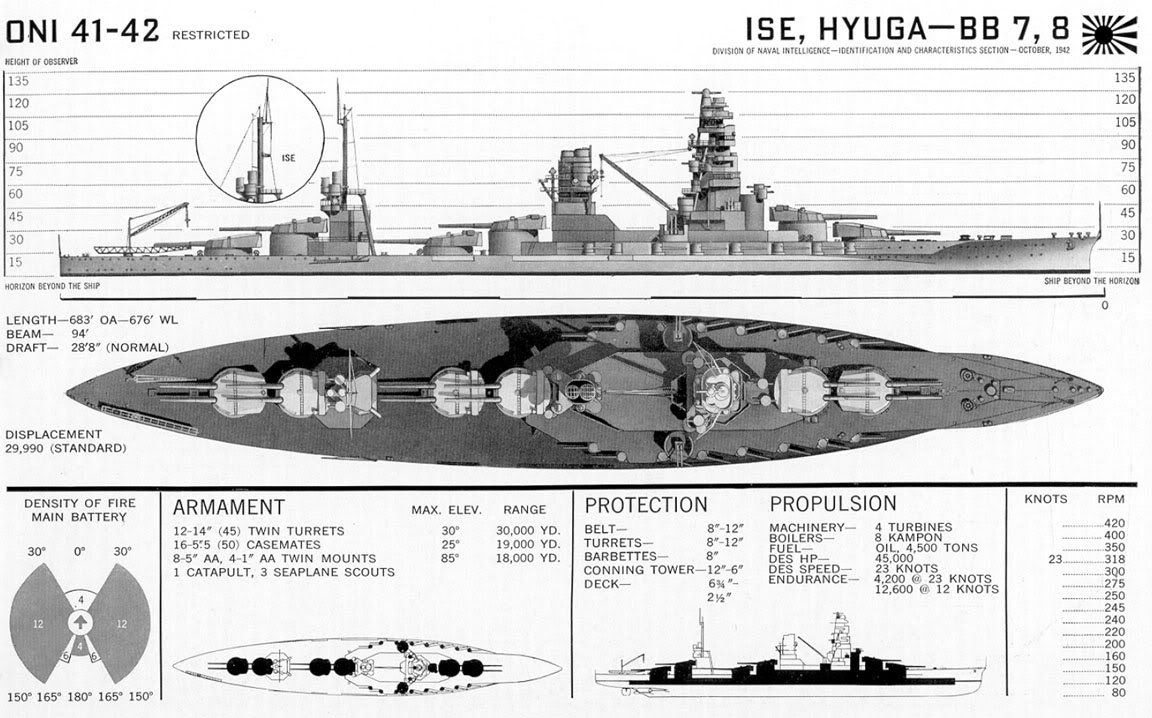 ONI 41-42 RESTRICTED
ISE, HYUGA—BB 7, 8
DIVISION OF NAVAL INTELLIGENCE—IDENTIFICATION AND CHARACTERISTICS SECTION—OCTOBER, 1942
HEIGHT OF OBSERVER
135 135
120 120
105 105
90 90
ISE
75 75
60 60
45 45
30 30
15 15
HORIZON BEYOND THE SHIP SHIP BEYOND THE HORIZON
0
LENGTH—683' OA—676' WL
BEAM— 94'
DRAFT— 28'8" (NORMAL)
DISPLACEMENT
29,990 (STANDARD)
DENSITY OF FIRE
MAIN BATTERY
30° 0° 30°
4
12 12
4
6 6
150° 165° 180° 165° 150°
ARMAMENT MAX. ELEV. RANGE
12-14" (45) TWIN TURRETS 30° 30,000 YD.
16-5"5 (50) CASEMATES 25° 19,000 YD.
8-5" AA, 4-1" AA TWIN MOUNTS 85° 18,000 YD.
1 CATAPULT, 3 SEAPLANE SCOUTS
PROTECTION
BELT— 8"-12"
TURRETS— 8"-12"
BARBETTES— 8"
CONNING TOWER—12"-6"
DECK— 6¾"-
2½"
PROPULSION
MACHINERY— 4 TURBINES
BOILERS— 8 KAMPON
FUEL— OIL, 4,500 TONS
DES HP— 45,000
DES SPEED— 23 KNOTS
ENDURANCE— 4,200 @ 23 KNOTS
12,600 @ 12 KNOTS
KNOTS RPM
420
400
350
23 318
300
275
250
245
240
220
200
160
150
120
80